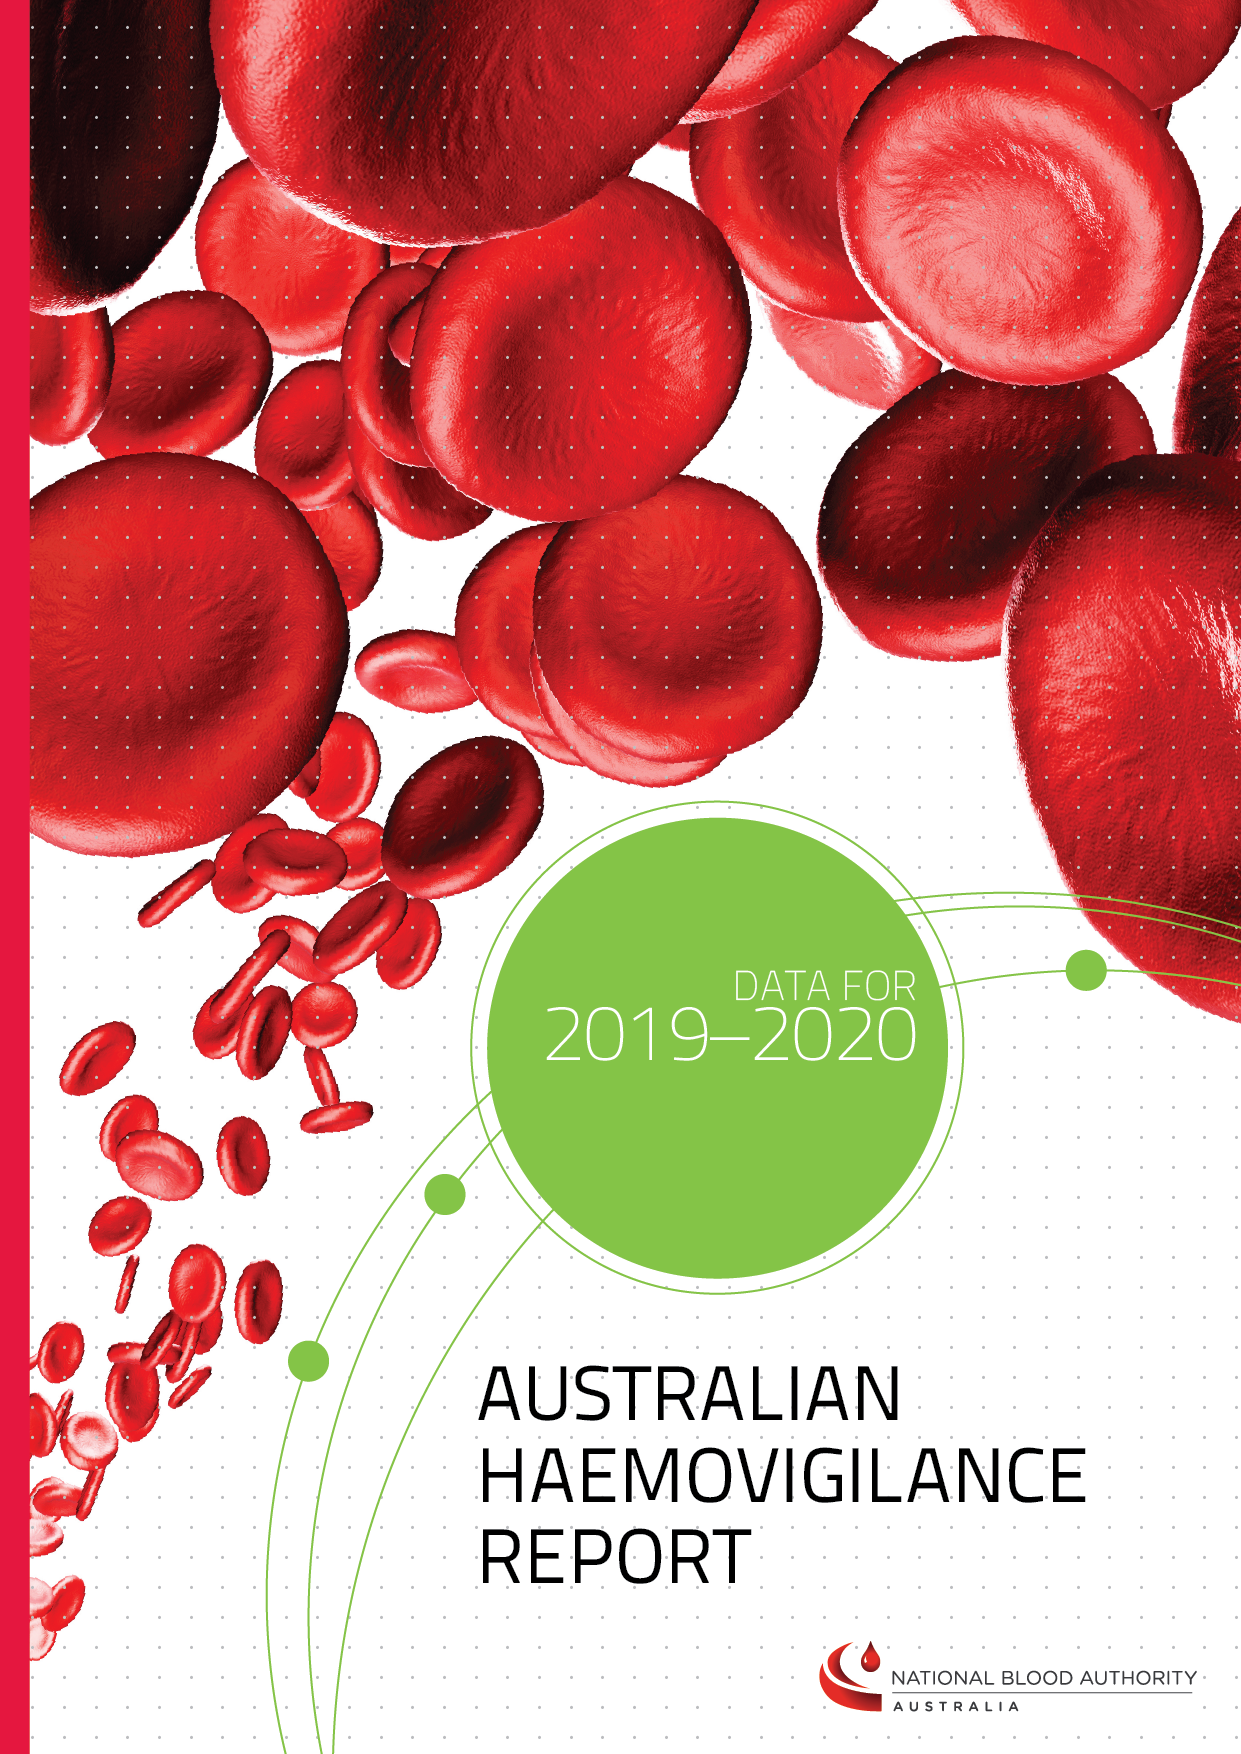 DATA FOR
2019–2020
AUSTRALIAN
HAEMOVIGILANCE
REPORT
NATIONAL BLOOD AUTHORITY
AUSTRALIA